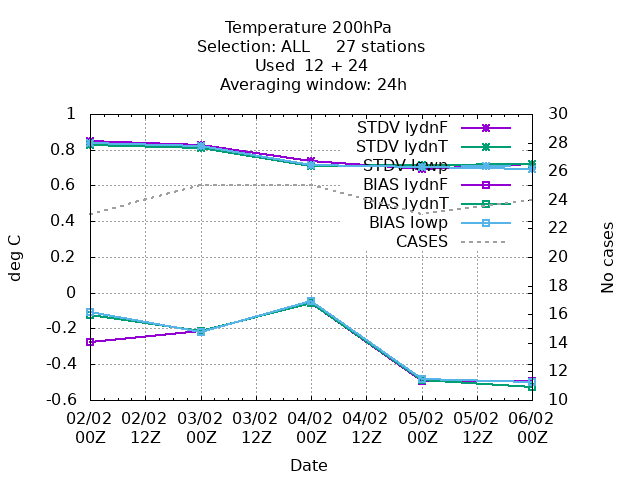 Temperature 200hPa
Selection: ALL 27 stations
Used 12 + 24
Averaging window: 24h
1
0.8
0.6
0.4
0.2
0
-0.2
-0.4
-0.6
30
28
26
24
22
20
18
16
14
12
10
deg C
No cases
STDV lydnF
STDV lydnT
STDV lowp
BIAS lydnF
BIAS lydnT
BIAS lowp
CASES
02/02 02/02 03/02 03/02 04/02 04/02 05/02 05/02 06/02
00Z 12Z 00Z 12Z 00Z 12Z 00Z 12Z 00Z
Date